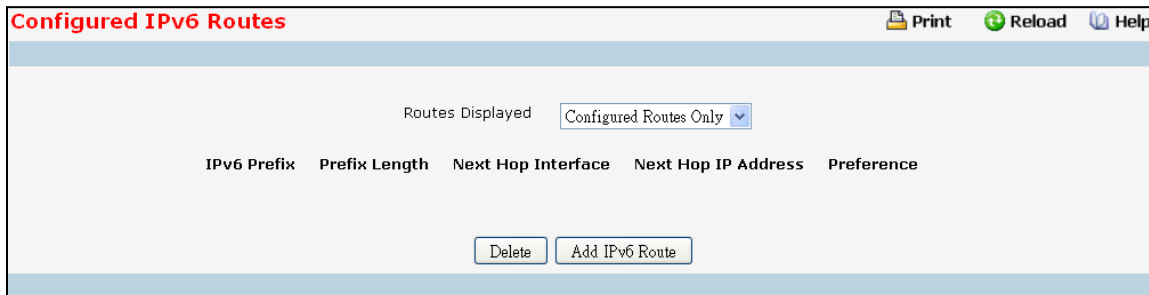 Configured IPv6 Routes Print Reload Help
Routes Displayed Configured Routes Only
IPv6 Prefix Prefix Length Next Hop Interface Next Hop IP Address Preference
Delete Add IPv6 Route